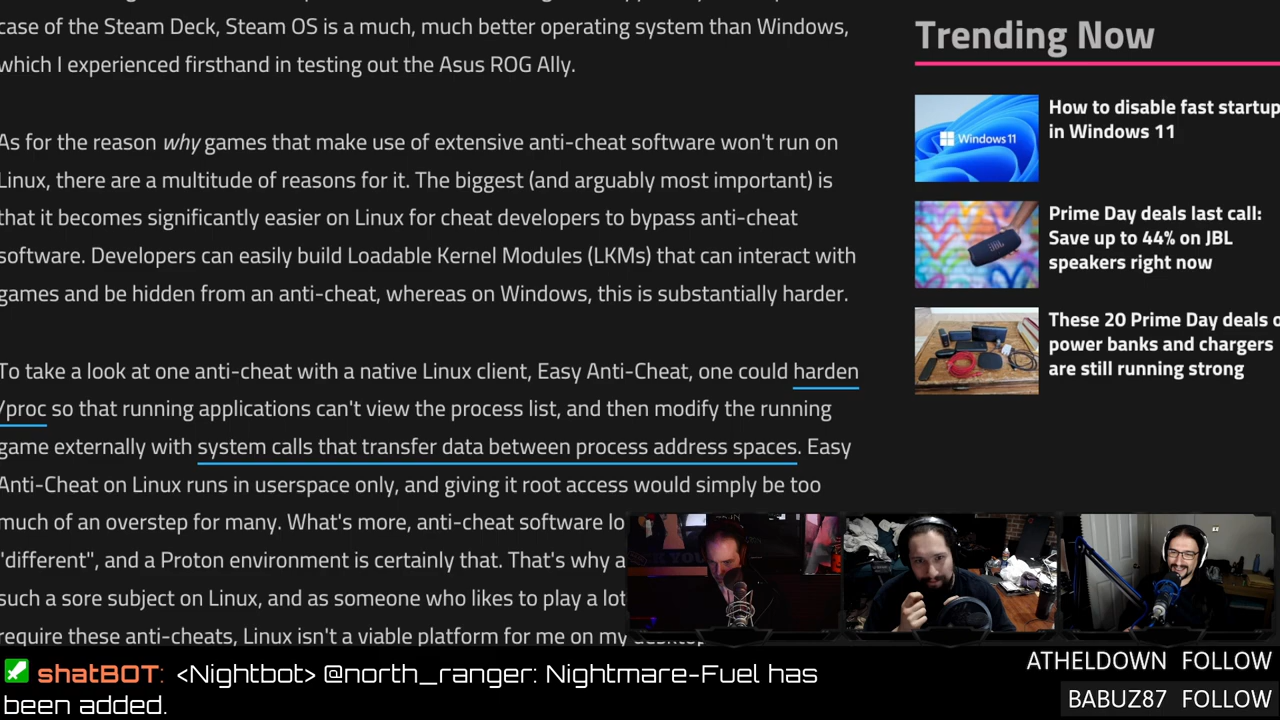 case of the Steam Deck, Steam OS is a much, much better operating system than Windows,
which I experienced firsthand in testing out the Asus ROG Ally.
As for the reason why games that make use of extensive anti-cheat software won't run on
Linux, there are a multitude of reasons for it. The biggest (and arguably most important) is
that it becomes significantly easier on Linux for cheat developers to bypass anti-cheat
software. Developers can easily build Loadable Kernel Modules (LKMs) that can interact with
games and be hidden from an anti-cheat, whereas on Windows, this is substantially harder.
To take a look at one anti-cheat with a native Linux client, Easy Anti-Cheat, one could harden
/proc so that running applications can't view the process list, and then modify the running
game externally with system calls that transfer data between process address spaces. Easy
Anti-Cheat on Linux runs in userspace only, and giving it root access would simply be too
much of an overstep for many. What's more, anti-cheat software lo
"different", and a Proton environment is certainly that. That's why a
such a sore subject on Linux, and as someone who likes to play a lot
require these anti-cheats, Linux isn't a viable platform for me on my desktop
Trending Now
Windows 11
How to disable fast startup
in Windows 11
Prime Day deals last call:
Save up to 44% on JBL
speakers right now
These 20 Prime Day deals o
power banks and chargers
are still running strong
shatBOT: <Nightbot> @north_ranger: Nightmare-Fuel has
been added.
ATHELDOWN FOLLOW
BABUZ87 FOLLOW